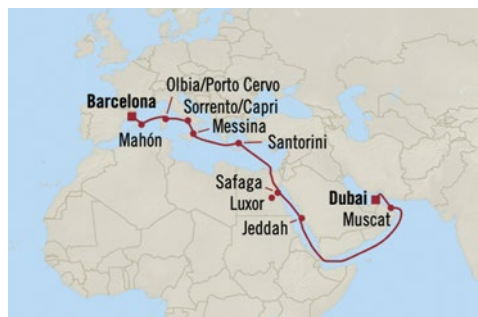 Olbia/Porto Cervo
Barcelona
Sorrento/Capri
Messina
Mahón
Santorini
Safaga
Luxor
Dubai
Muscat
Jeddah